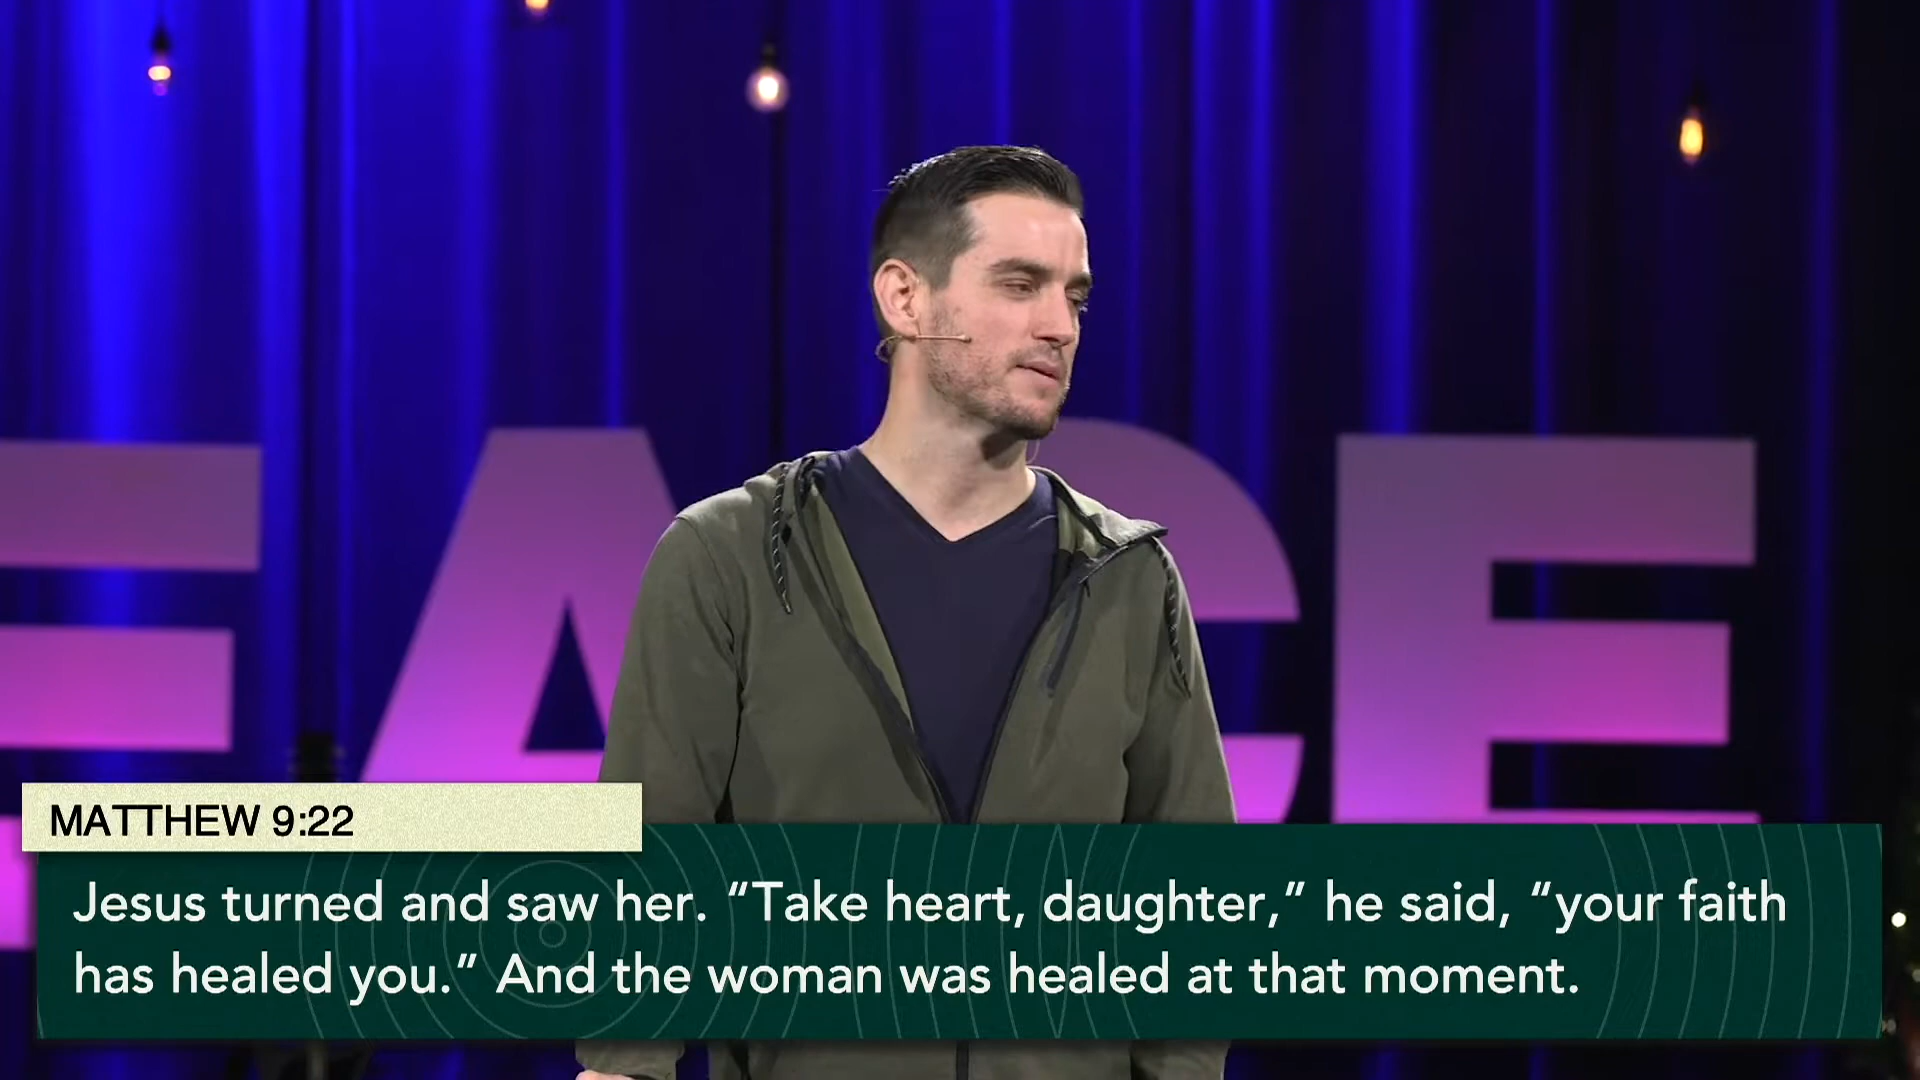 EACE
MATTHEW 9:22
Jesus turned and saw her. “Take heart, daughter,” he said, “your faith
has healed you.” And the woman was healed at that moment.